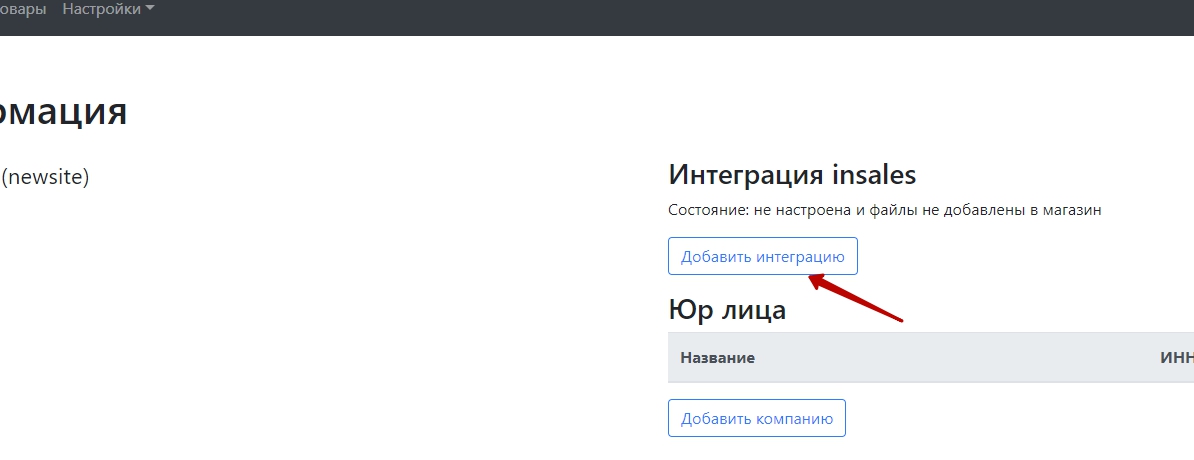 овары Настройки
рмация
(newsite)
Интеграция insales
Состояние: не настроена и файлы не добавлены в магазин
Добавить интеграцию
Юр лица
Название ИНН
Добавить компанию